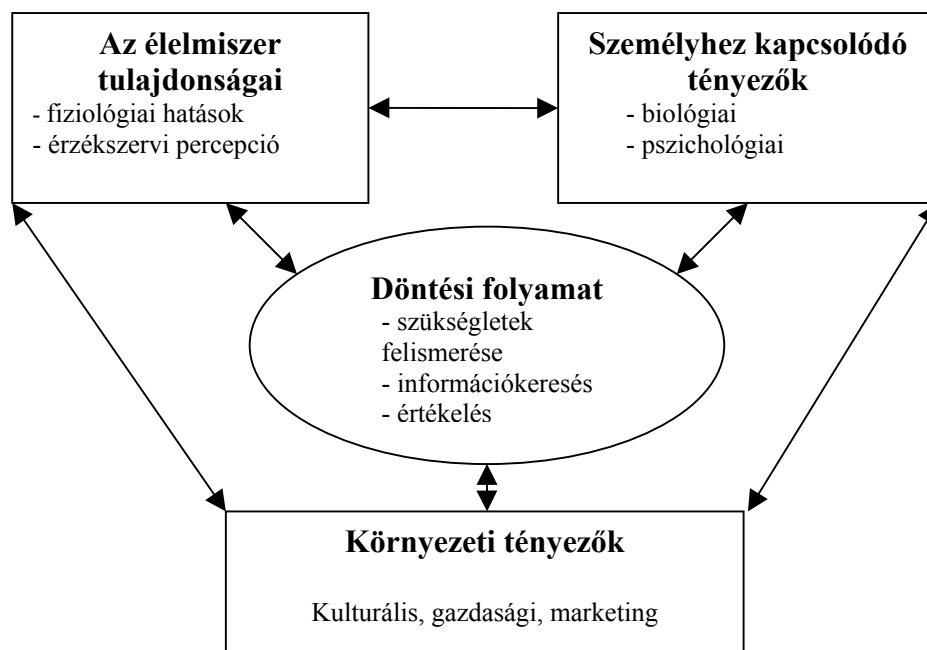 Az élelmiszer
tulajdonságai
- fiziológiai hatások
- érzékszervi percepció
Személyhez kapcsolódó
tényezők
- biológiai
- pszichológiai
Döntési folyamat
- szükségletek
felismerése
- információkeresés
- értékelés
Környezeti tényezők
Kulturális, gazdasági, marketing